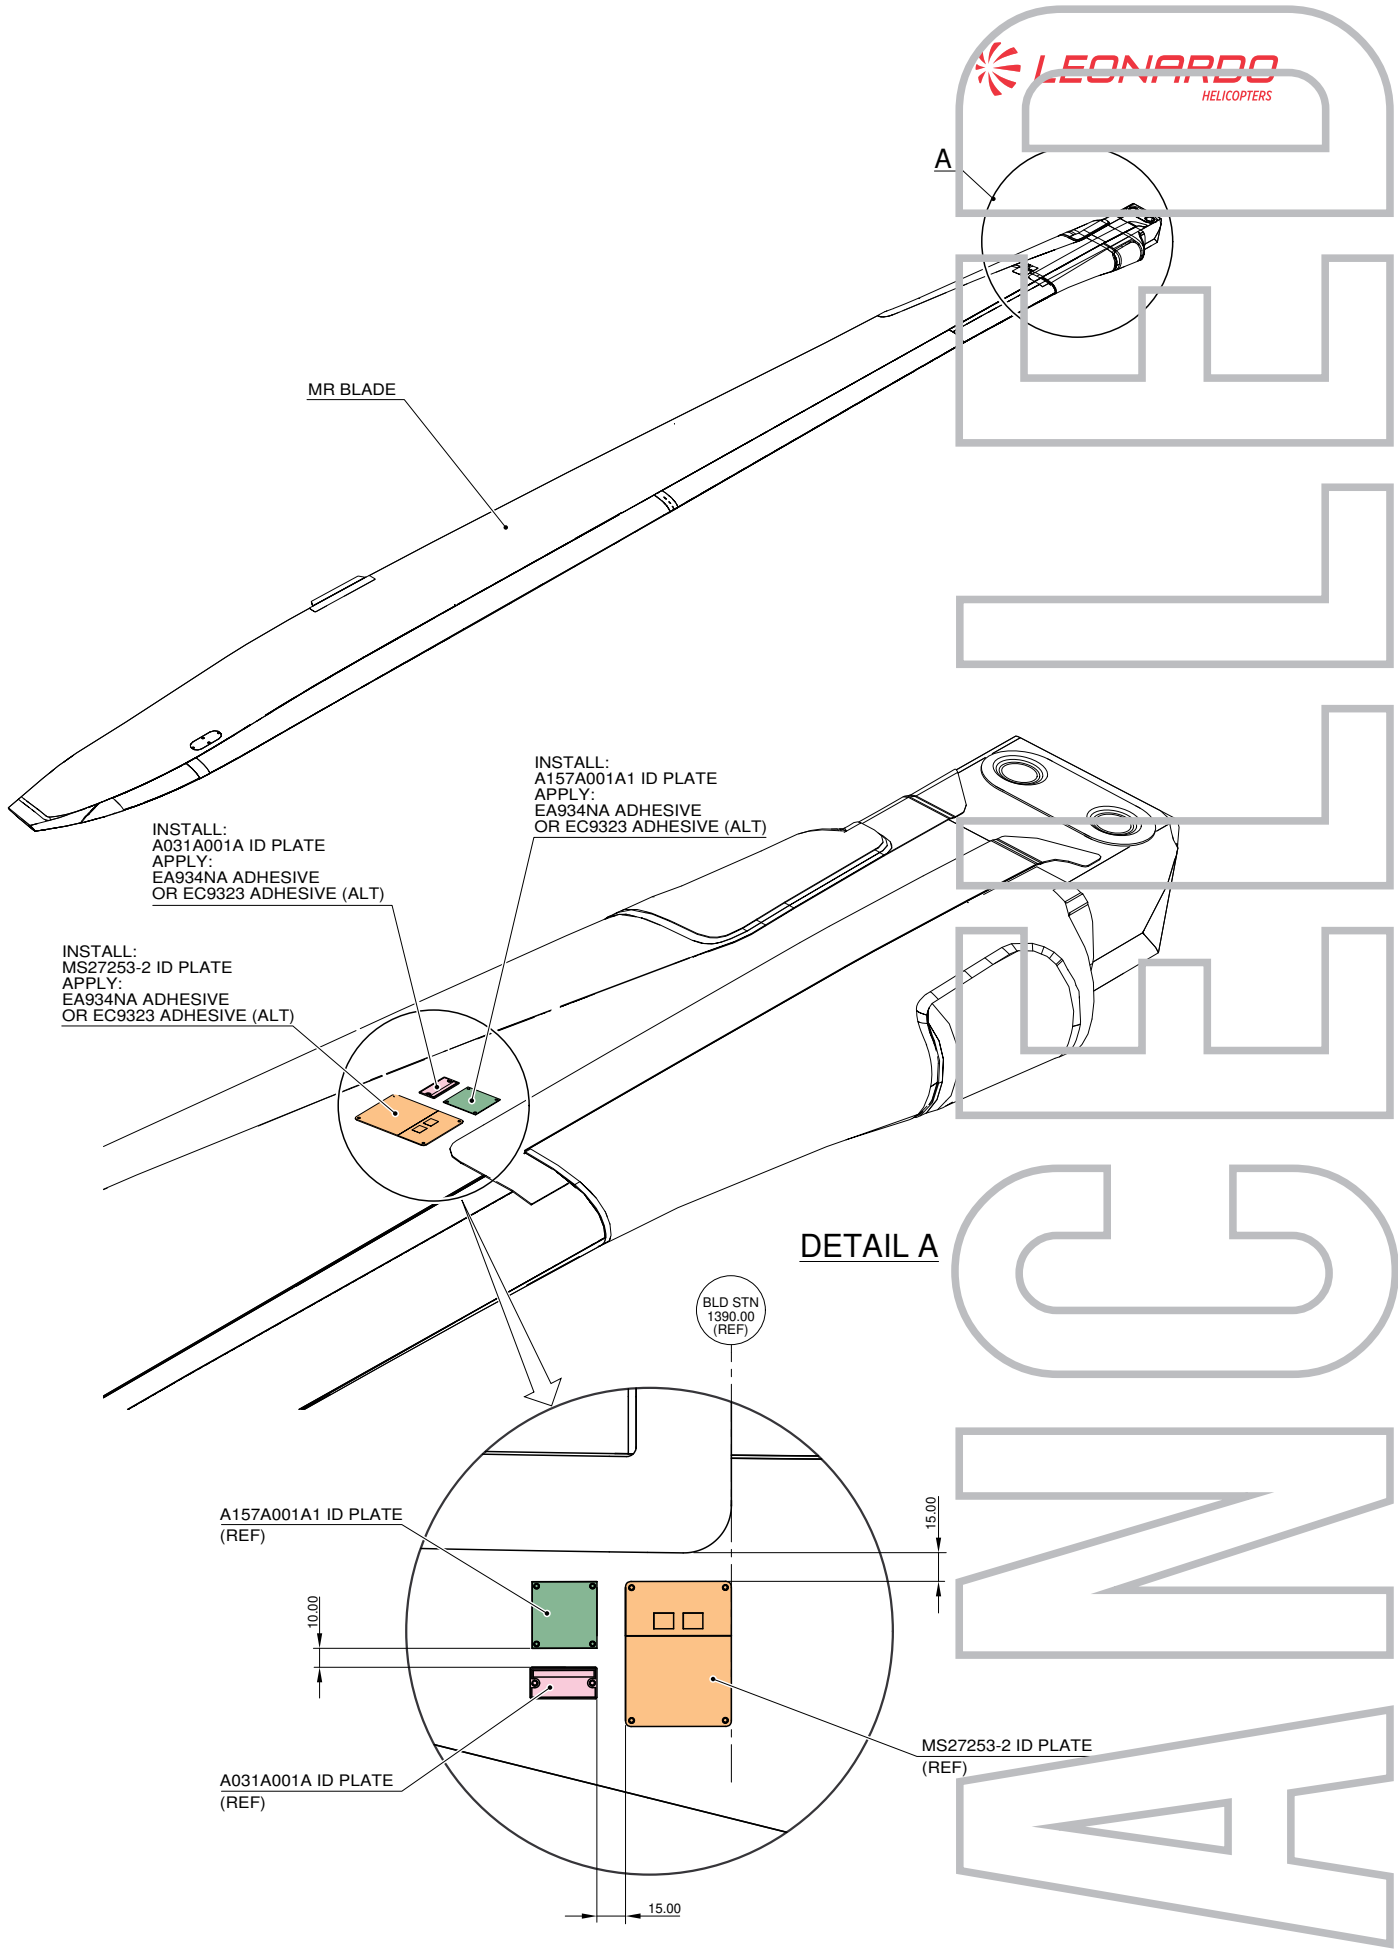 LEONARDO
HELICOPTERS
A
MR BLADE
INSTALL:
A157A001A1 ID PLATE
APPLY:
EA934NA ADHESIVE
OR EC9323 ADHESIVE (ALT)
INSTALL:
A031A001A ID PLATE
APPLY:
EA934NA ADHESIVE
OR EC9323 ADHESIVE (ALT)
INSTALL:
MS27253-2 ID PLATE
APPLY:
EA934NA ADHESIVE
OR EC9323 ADHESIVE (ALT)
DETAIL A
BLD STN
1390.00
(REF)
A157A001A1 ID PLATE
(REF)
15.00
10.00
MS27253-2 ID PLATE
(REF)
A031A001A ID PLATE
(REF)
15.00
CANCELLED